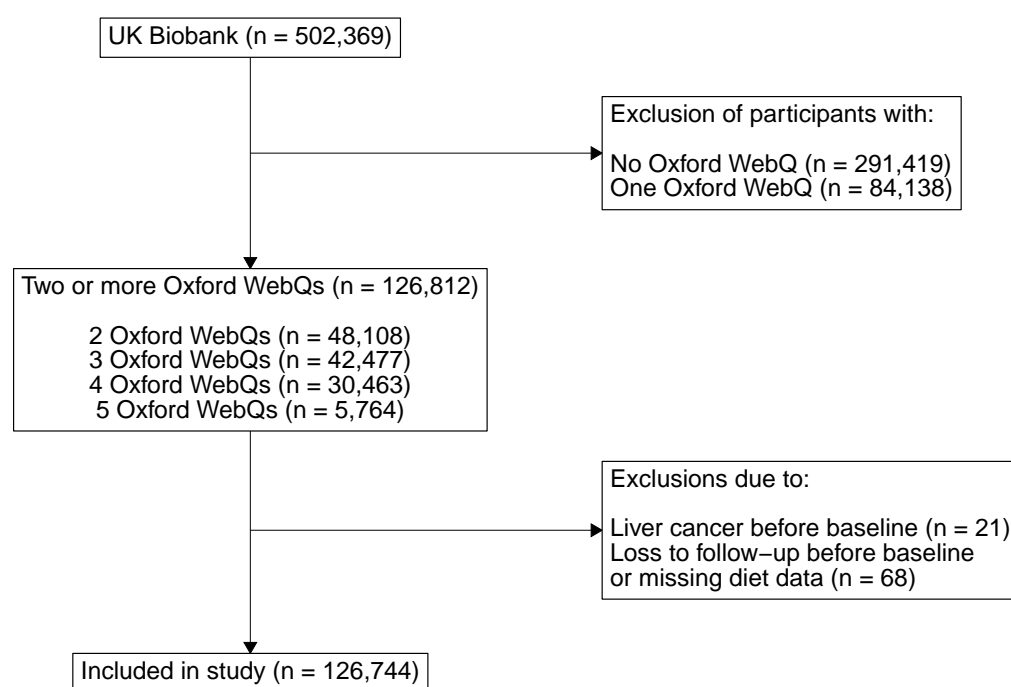 UK Biobank (n = 502,369)
Exclusion of participants with:
No Oxford WebQ (n = 291,419)
One Oxford WebQ (n = 84,138)
Two or more Oxford WebQs (n = 126,812)
2 Oxford WebQs (n = 48,108)
3 Oxford WebQs (n = 42,477)
4 Oxford WebQs (n = 30,463)
5 Oxford WebQs (n = 5,764)
Exclusions due to:
Liver cancer before baseline (n = 21)
Loss to follow−up before baseline
or missing diet data (n = 68)
Included in study (n = 126,744)